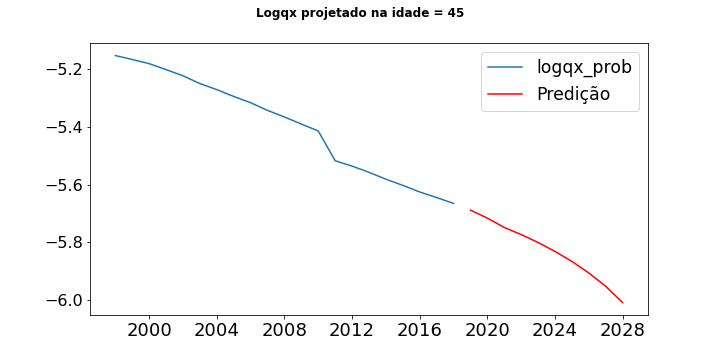 Logqx projetado na idade = 45
logqx_prob
Predição
−5.2
−5.4
−5.6
−5.8
−6.0
2000 2004 2008 2012 2016 2020 2024 2028